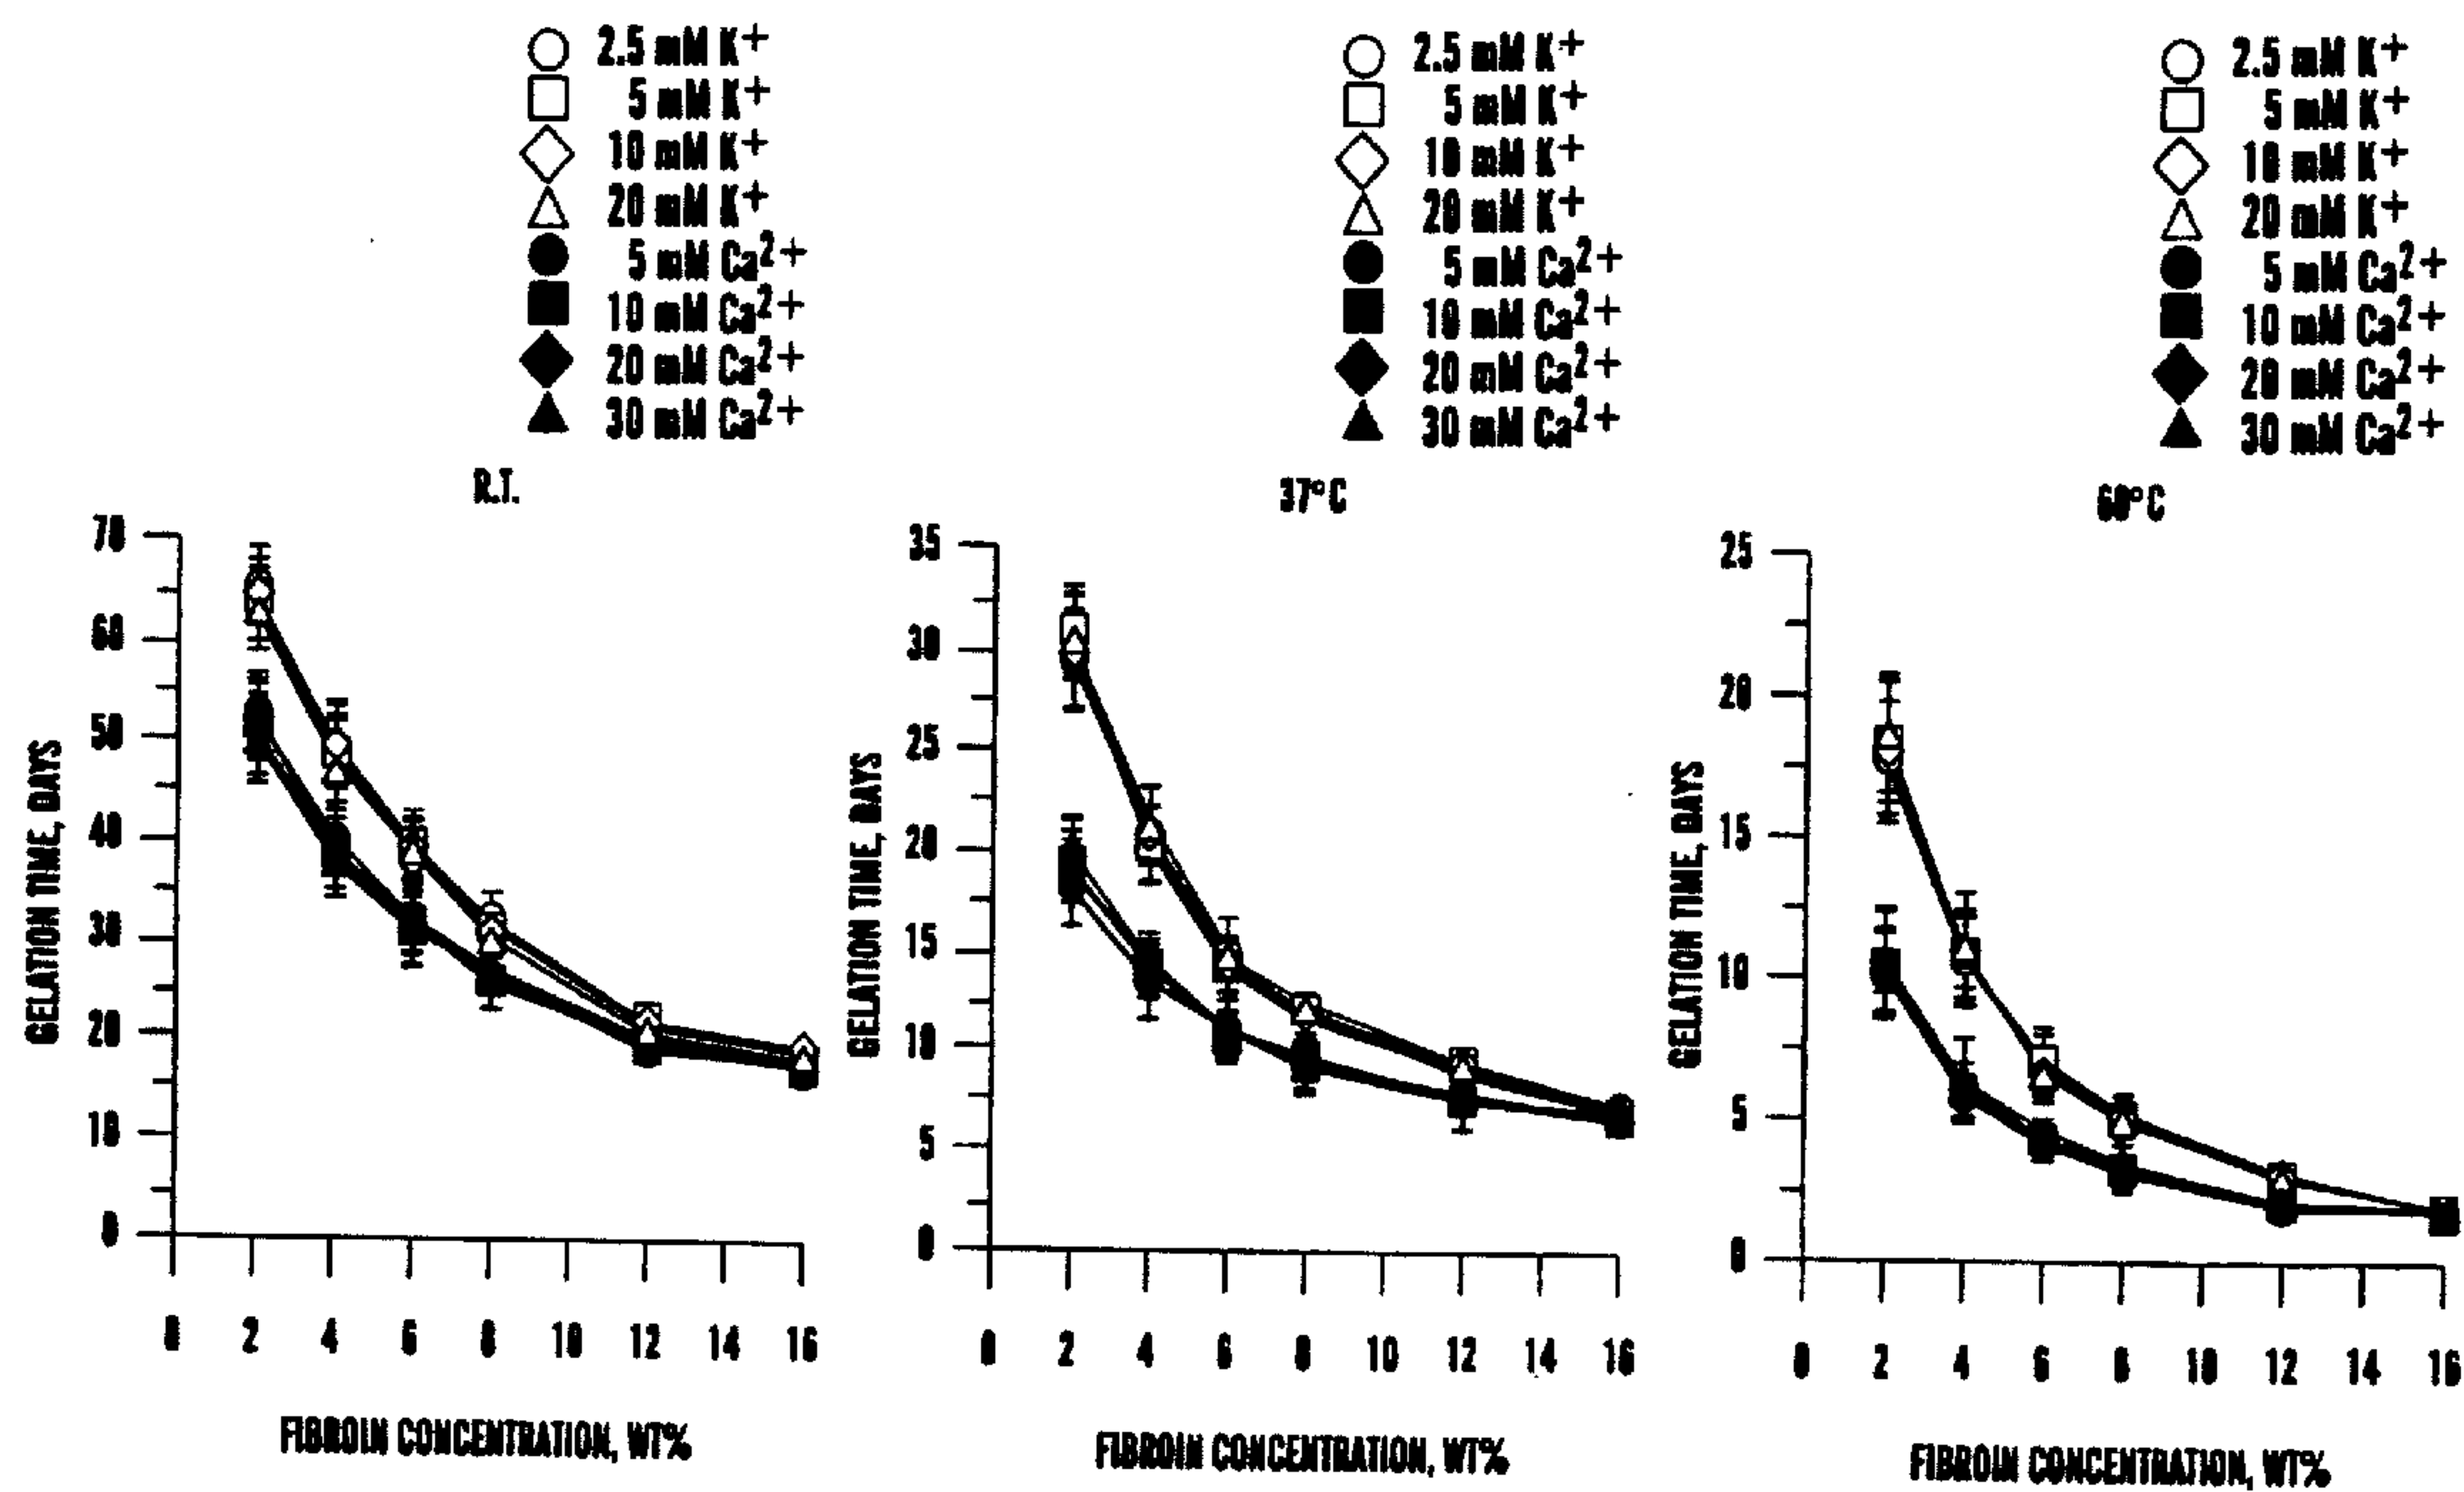 2.5 mM K+
5 mM K+
10 mM K+
20 mM K+
5 mM Ca2+
10 mM Ca2+
20 mM Ca2+
30 mM Ca2+
R.T.
70
60
50
40
30
20
10
0
GELATION TIME, DAYS
0 2 4 6 8 10 12 14 16
FIBROIN CONCENTRATION, WT%
2.5 mM K+
5 mM K+
10 mM K+
20 mM K+
5 mM Ca2+
10 mM Ca2+
20 mM Ca2+
30 mM Ca2+
37°C
35
30
25
20
15
10
5
0
GELATION TIME, DAYS
0 2 4 6 8 10 12 14 16
FIBROIN CONCENTRATION, WT%
2.5 mM K+
5 mM K+
10 mM K+
20 mM K+
5 mM Ca2+
10 mM Ca2+
20 mM Ca2+
30 mM Ca2+
60°C
25
20
15
10
5
0
GELATION TIME, DAYS
0 2 4 6 8 10 12 14 16
FIBROIN CONCENTRATION, WT%